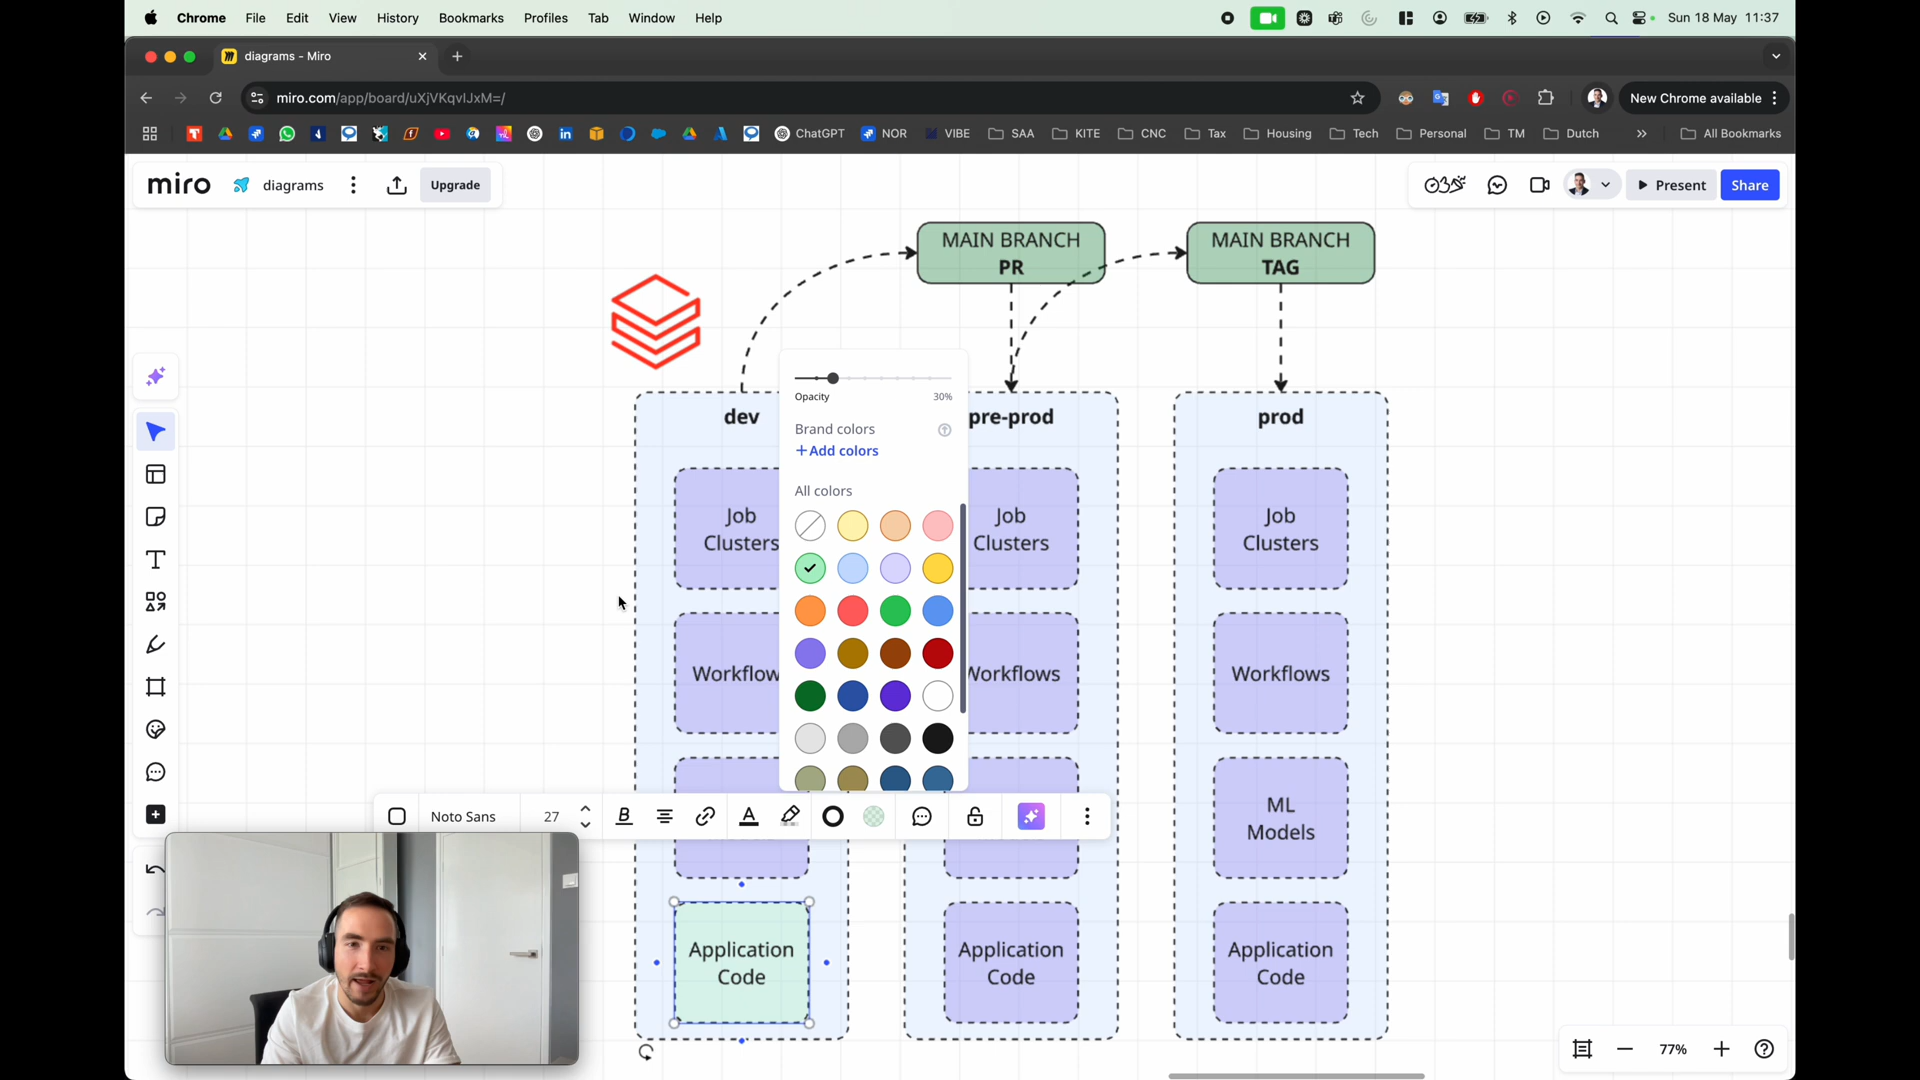 Chrome File Edit View History Bookmarks Profiles Tab Window Help Sun 18 May 11:37
diagrams - Miro
miro.com/app/board/uXjVKqvIJxM=/ New Chrome available
ChatGPT NOR VIBE SAA KITE CNC Tax Housing Tech Personal TM Dutch All Bookmarks
miro diagrams Upgrade Present Share
MAIN BRANCH
PR
MAIN BRANCH
TAG
dev
pre-prod
prod
Opacity 30%
Brand colors
+Add colors
All colors
Job
Clusters
Job
Clusters
Job
Clusters
Workflows
Workflows
ML
Models
Noto Sans 27 B A
Application
Code
Application
Code
Application
Code
77%